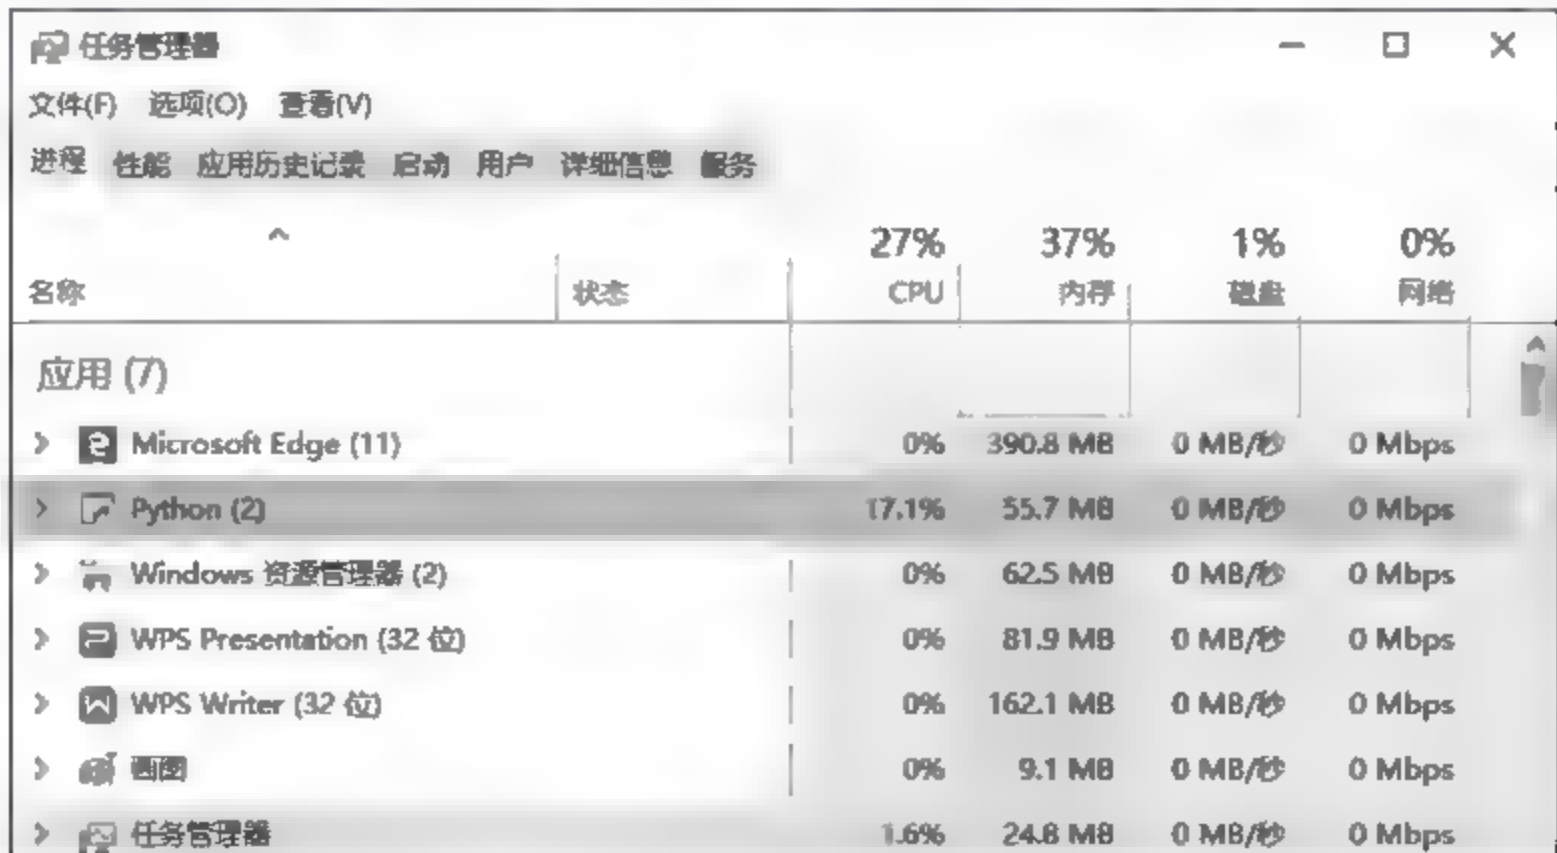 任务管理器
文件(F) 选项(O) 查看(V)
进程 性能 应用历史记录 启动 用户 详细信息 服务
27% 37% 1% 0%
名称 状态 CPU 内存 磁盘 网络
应用 (7)
Microsoft Edge (11) 0% 390.8 MB 0 MB/秒 0 Mbps
Python (2) 17.1% 55.7 MB 0 MB/秒 0 Mbps
Windows 资源管理器 (2) 0% 62.5 MB 0 MB/秒 0 Mbps
WPS Presentation (32 位) 0% 81.9 MB 0 MB/秒 0 Mbps
WPS Writer (32 位) 0% 162.1 MB 0 MB/秒 0 Mbps
画图 0% 9.1 MB 0 MB/秒 0 Mbps
任务管理器 1.6% 24.8 MB 0 MB/秒 0 Mbps